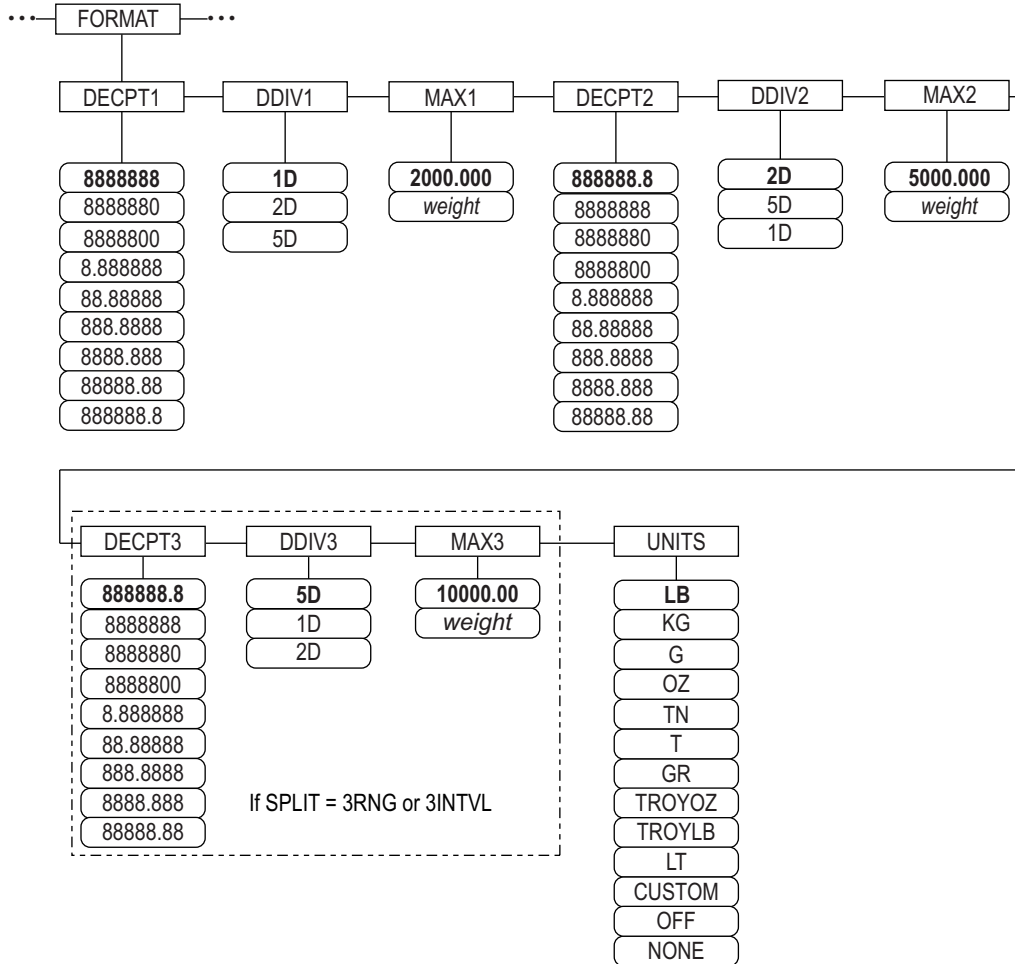 ••• FORMAT •••
DECPT1 DDIV1 MAX1 DECPT2 DDIV2 MAX2
8888888 1D 2000.000 888888.8 2D 5000.000
8888880 2D weight 8888888 5D weight
8888800 5D 8888880 1D
8.888888 8888800
88.88888 8.888888
888.8888 88.88888
8888.888 888.8888
88888.88 8888.888
888888.8 88888.88
DECPT3 DDIV3 MAX3 UNITS
888888.8 5D 10000.00 LB
8888888 1D weight KG
8888880 2D G
8888800 OZ
8.888888 TN
88.88888 T
888.8888 GR
8888.888 If SPLIT = 3RNG or 3INTVL TROYOZ
88888.88 TROYLB
LT
CUSTOM
OFF
NONE